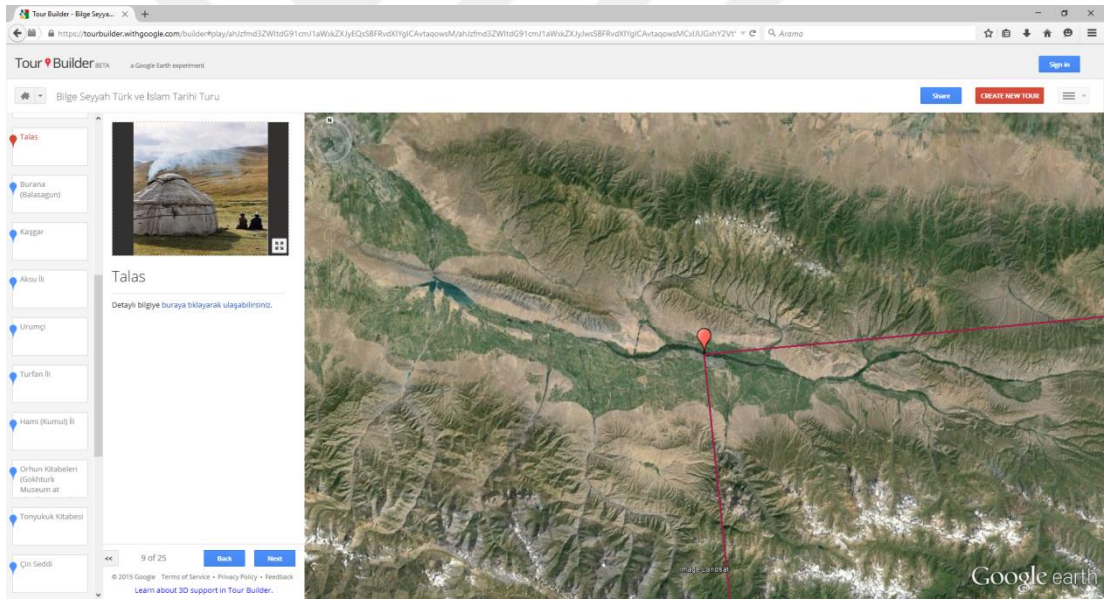 Tour Builder - Bilge Seyya...
https://tourbuilder.withgoogle.com/builder#play/
Arama
Tour Builder BETA
a Google Earth experiment
Sign in
Bilge Seyyah Türk ve İslam Tarihi Turu
Share
CREATE NEW TOUR
Talas
Burana
(Balasagun)
Kaşgar
Aksu İli
Urumçi
Turfan İli
Hami (Kumul) İli
Orhun Kitabeleri
(Gokhturk
Museum at
Tonyukuk Kitabesi
Çin Seddi
Talas
Detaylı bilgiye buraya tıklayarak ulaşabilirsiniz.
<< 9 of 25 Back Next
© 2015 Google Terms of Service • Privacy Policy • Feedback
Learn about 3D support in Tour Builder.
N
Image Landsat
Google earth